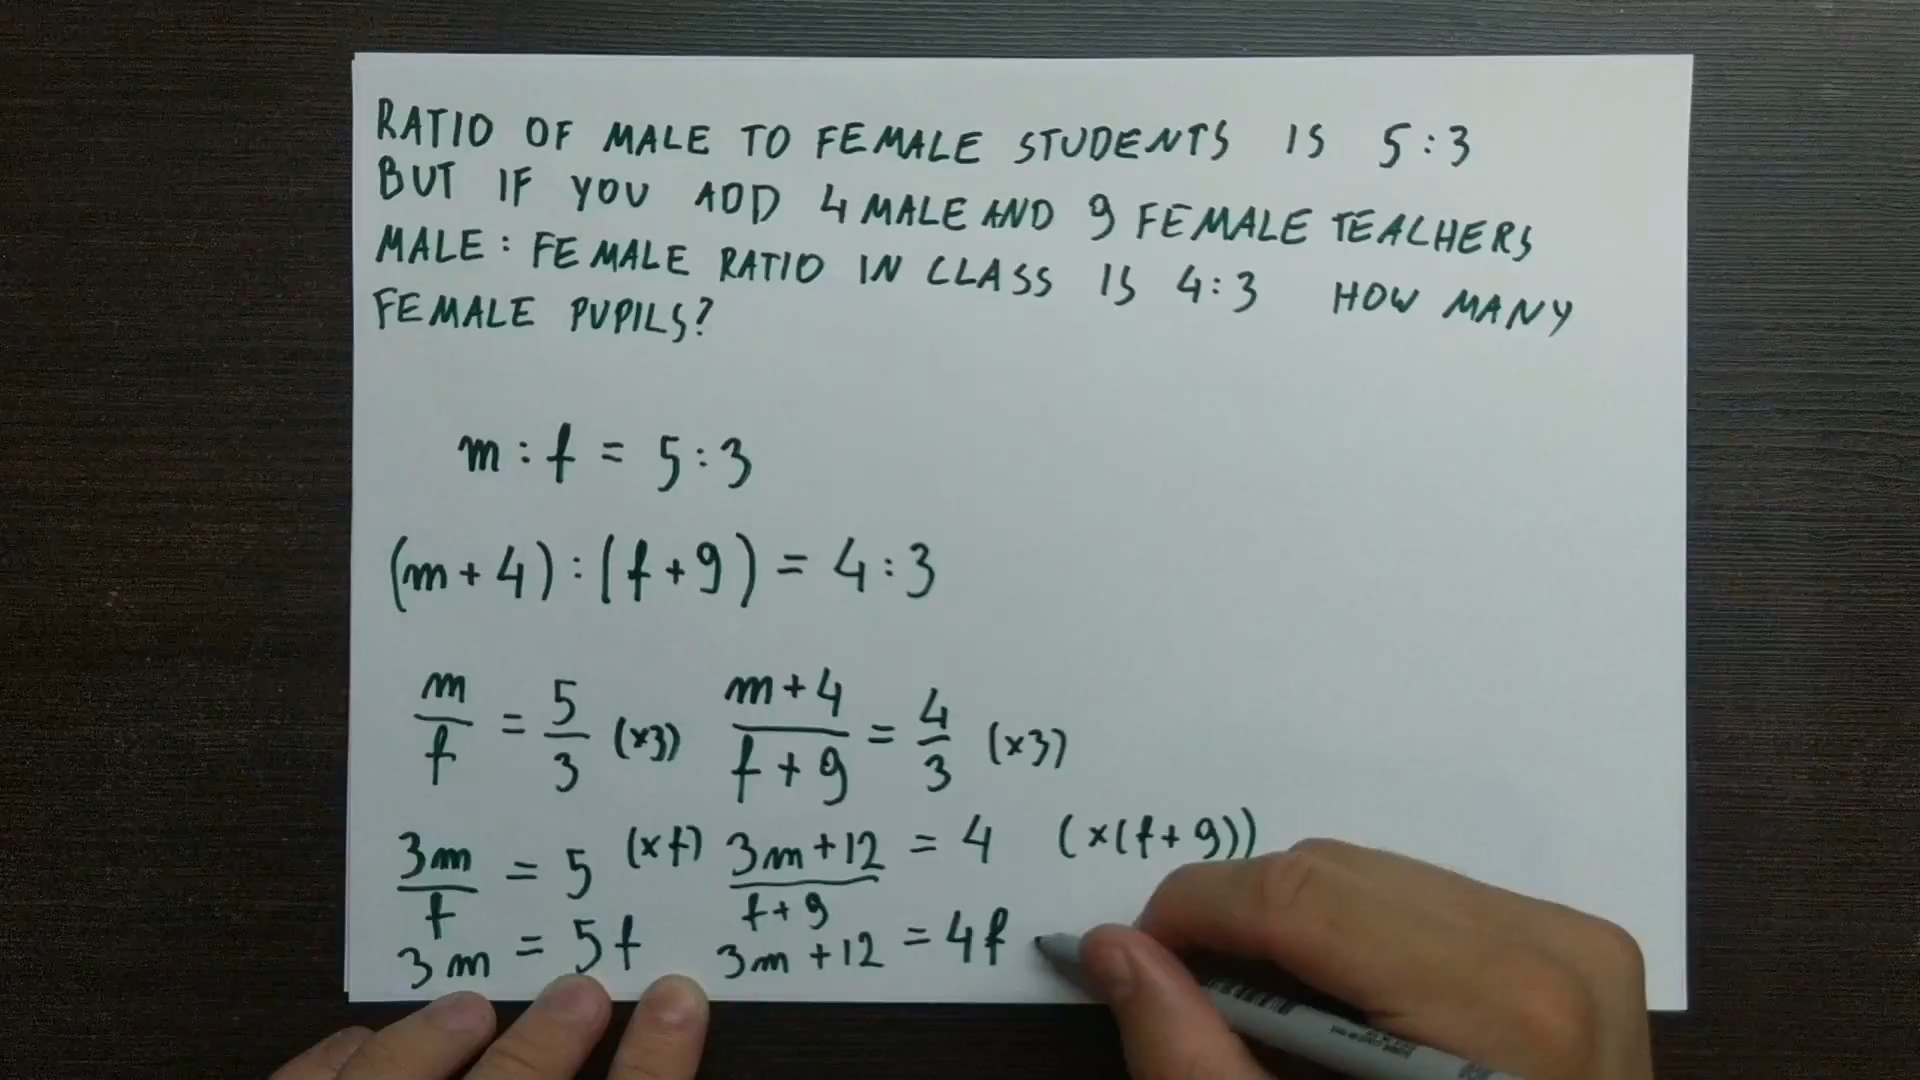 RATIO OF MALE TO FEMALE STUDENTS IS 5:3
BUT IF YOU ADD 4 MALE AND 9 FEMALE TEACHERS
MALE: FEMALE RATIO IN CLASS IS 4:3 HOW MANY
FEMALE PUPILS?
m : f = 5:3
(m+4):(f+9) = 4:3
m/f = 5/3 (x3) (m+4)/(f+9) = 4/3 (x3)
3m/f = 5 (xf) (3m+12)/(f+9) = 4 (x(f+9))
3m = 5f 3m+12 = 4f